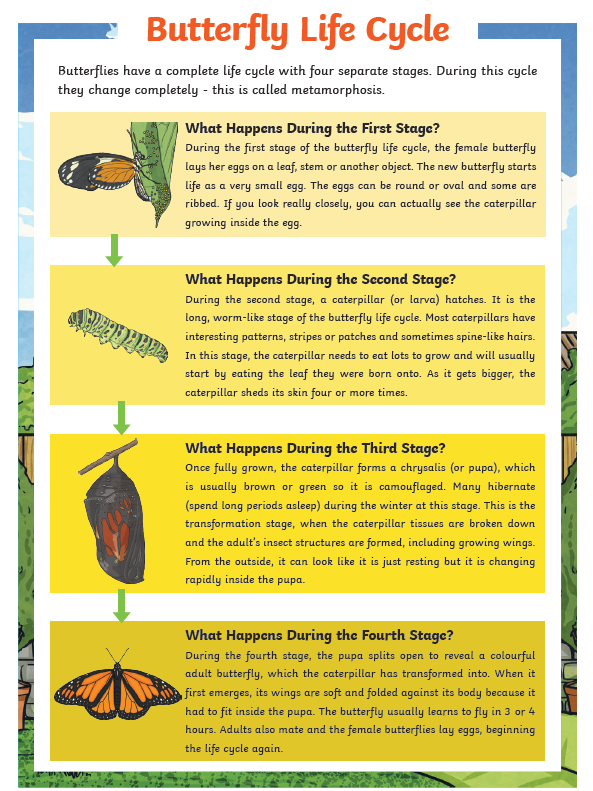 Butterfly Life Cycle
Butterflies have a complete life cycle with four separate stages. During this cycle
they change completely - this is called metamorphosis.
What Happens During the First Stage?
During the first stage of the butterfly life cycle, the female butterfly
lays her eggs on a leaf, stem or another object. The new butterfly starts
life as a very small egg. The eggs can be round or oval and some are
ribbed. If you look really closely, you can actually see the caterpillar
growing inside the egg.
What Happens During the Second Stage?
During the second stage, a caterpillar (or larva) hatches. It is the
long, worm-like stage of the butterfly life cycle. Most caterpillars have
interesting patterns, stripes or patches and sometimes spine-like hairs.
In this stage, the caterpillar needs to eat lots to grow and will usually
start by eating the leaf they were born onto. As it gets bigger, the
caterpillar sheds its skin four or more times.
What Happens During the Third Stage?
Once fully grown, the caterpillar forms a chrysalis (or pupa), which
is usually brown or green so it is camouflaged. Many hibernate
(spend long periods asleep) during the winter at this stage. This is the
transformation stage, when the caterpillar tissues are broken down
and the adult's insect structures are formed, including growing wings.
From the outside, it can look like it is just resting but it is changing
rapidly inside the pupa.
What Happens During the Fourth Stage?
During the fourth stage, the pupa splits open to reveal a colourful
adult butterfly, which the caterpillar has transformed into. When it
first emerges, its wings are soft and folded against its body because it
had to fit inside the pupa. The butterfly usually learns to fly in 3 or 4
hours. Adults also mate and the female butterflies lay eggs, beginning
the life cycle again.